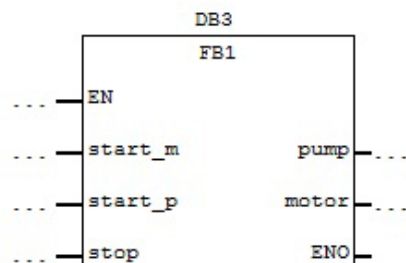 DB3
FB1
... EN
... start_m pump ...
... start_p motor ...
... stop ENO